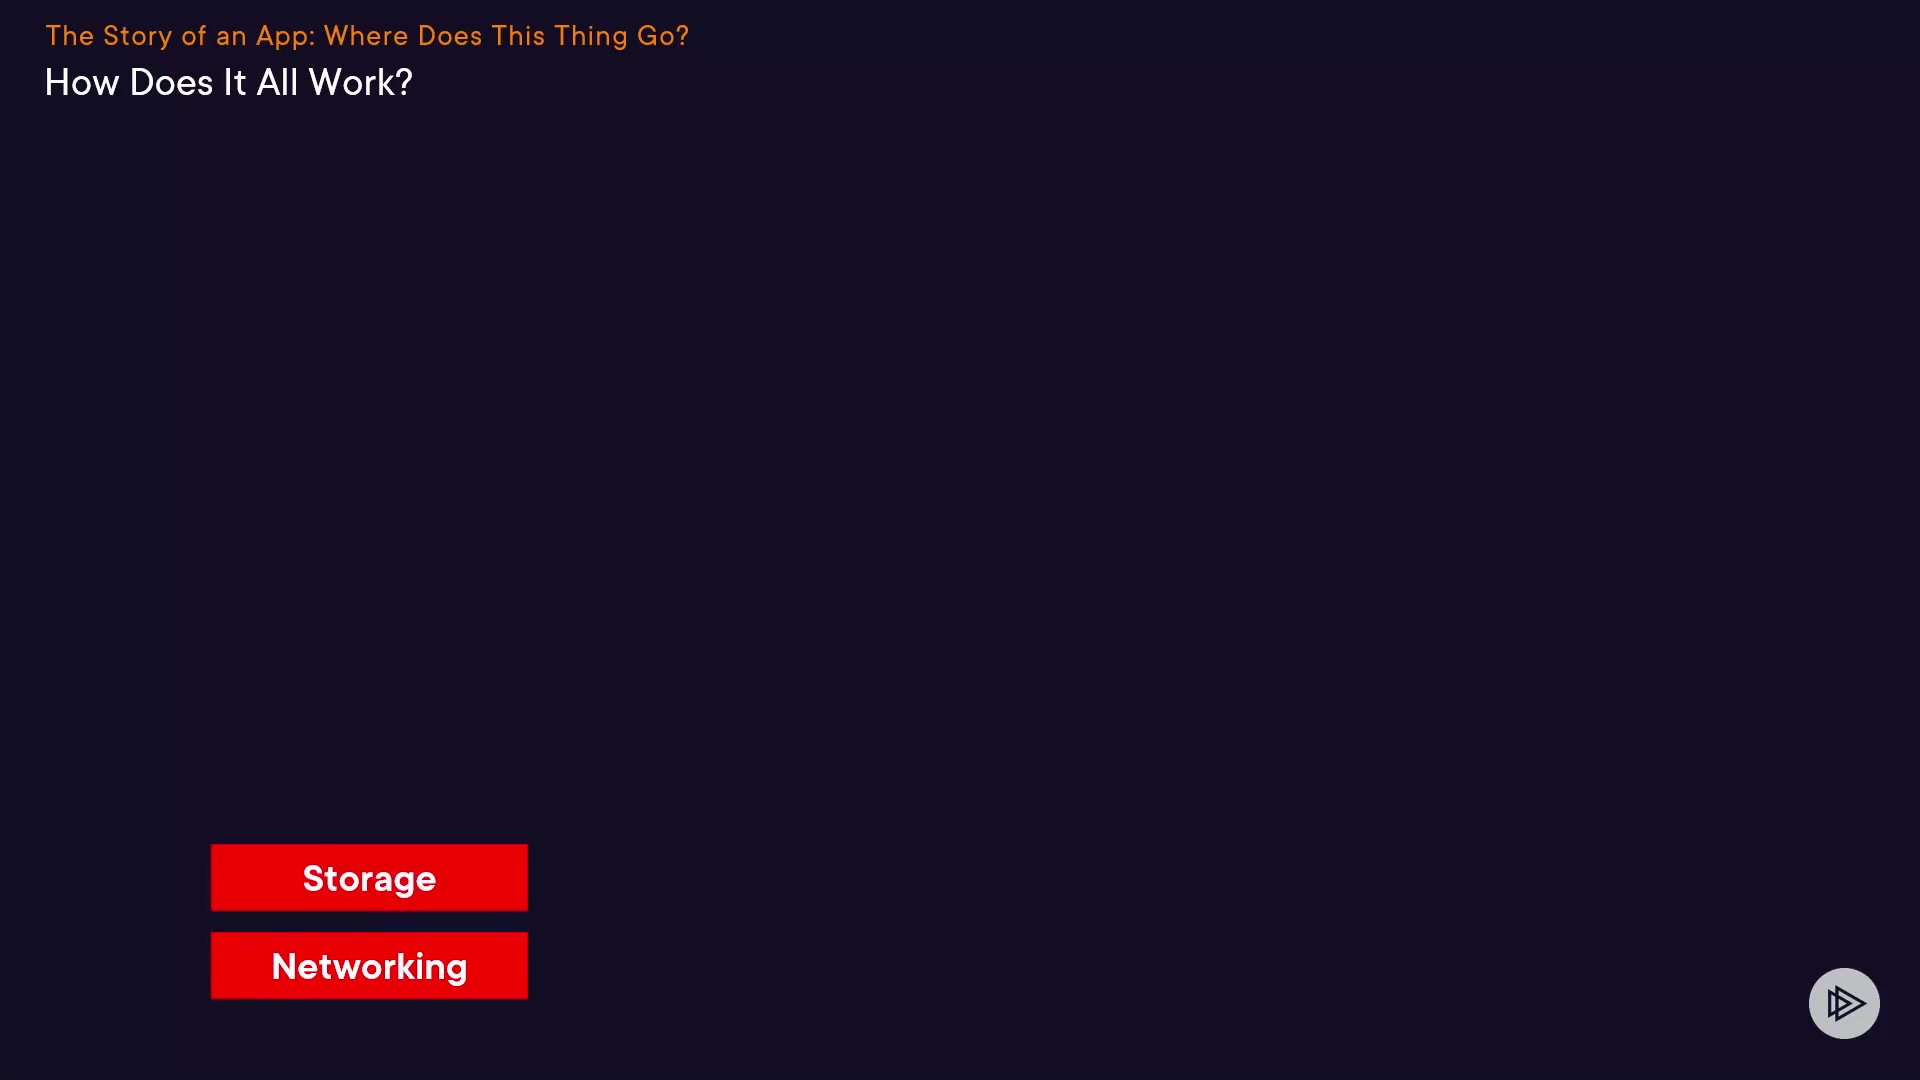 The Story of an App: Where Does This Thing Go?
How Does It All Work?
Storage
Networking